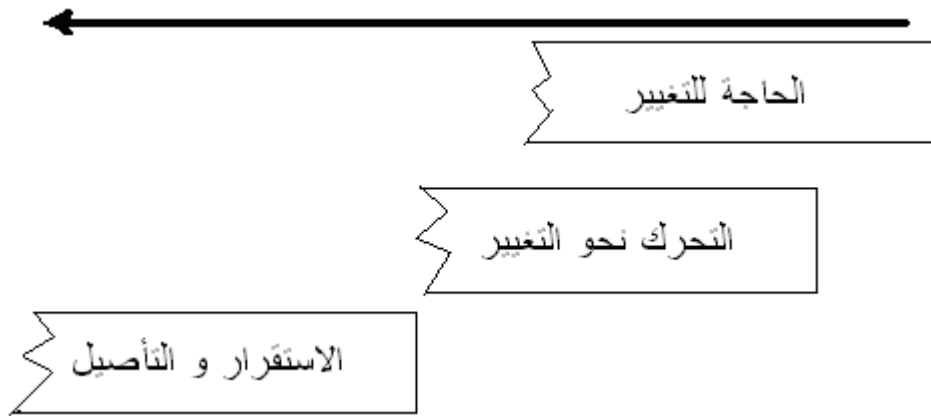 الحاجة للتغيير
التحرك نحو التغيير
الاستقرار و التأصيل